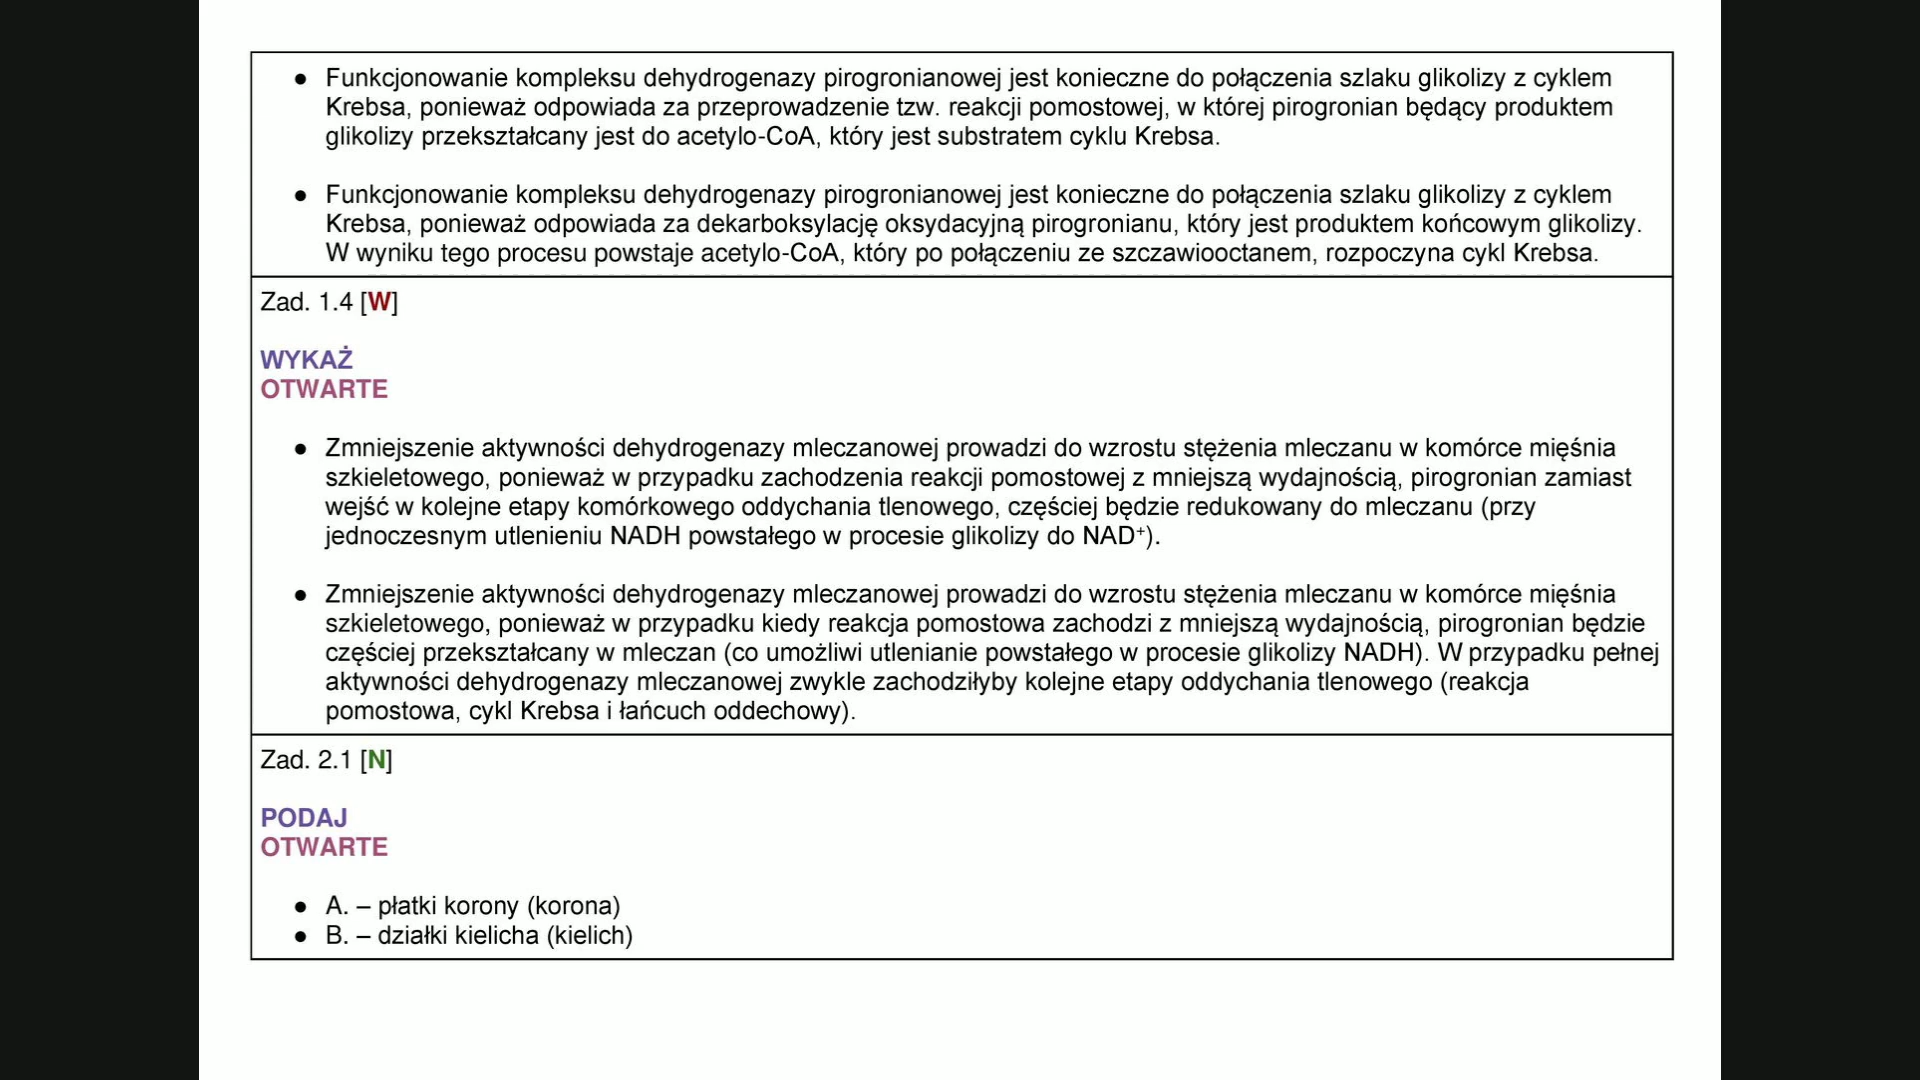 ● Funkcjonowanie kompleksu dehydrogenazy pirogronianowej jest konieczne do połączenia szlaku glikolizy z cyklem
Krebsa, ponieważ odpowiada za przeprowadzenie tzw. reakcji pomostowej, w której pirogronian będący produktem
glikolizy przekształcany jest do acetylo-CoA, który jest substratem cyklu Krebsa.
● Funkcjonowanie kompleksu dehydrogenazy pirogronianowej jest konieczne do połączenia szlaku glikolizy z cyklem
Krebsa, ponieważ odpowiada za dekarboksylację oksydacyjną pirogronianu, który jest produktem końcowym glikolizy.
W wyniku tego procesu powstaje acetylo-CoA, który po połączeniu ze szczawiooctanem, rozpoczyna cykl Krebsa.
Zad. 1.4 [W]
WYKAŻ
OTWARTE
● Zmniejszenie aktywności dehydrogenazy mleczanowej prowadzi do wzrostu stężenia mleczanu w komórce mięśnia
szkieletowego, ponieważ w przypadku zachodzenia reakcji pomostowej z mniejszą wydajnością, pirogronian zamiast
wejść w kolejne etapy komórkowego oddychania tlenowego, częściej będzie redukowany do mleczanu (przy
jednoczesnym utlenieniu NADH powstałego w procesie glikolizy do NAD⁺).
● Zmniejszenie aktywności dehydrogenazy mleczanowej prowadzi do wzrostu stężenia mleczanu w komórce mięśnia
szkieletowego, ponieważ w przypadku kiedy reakcja pomostowa zachodzi z mniejszą wydajnością, pirogronian będzie
częściej przekształcany w mleczan (co umożliwi utlenianie powstałego w procesie glikolizy NADH). W przypadku pełnej
aktywności dehydrogenazy mleczanowej zwykle zachodziłyby kolejne etapy oddychania tlenowego (reakcja
pomostowa, cykl Krebsa i łańcuch oddechowy).
Zad. 2.1 [N]
PODAJ
OTWARTE
● A. – płatki korony (korona)
● B. – działki kielicha (kielich)